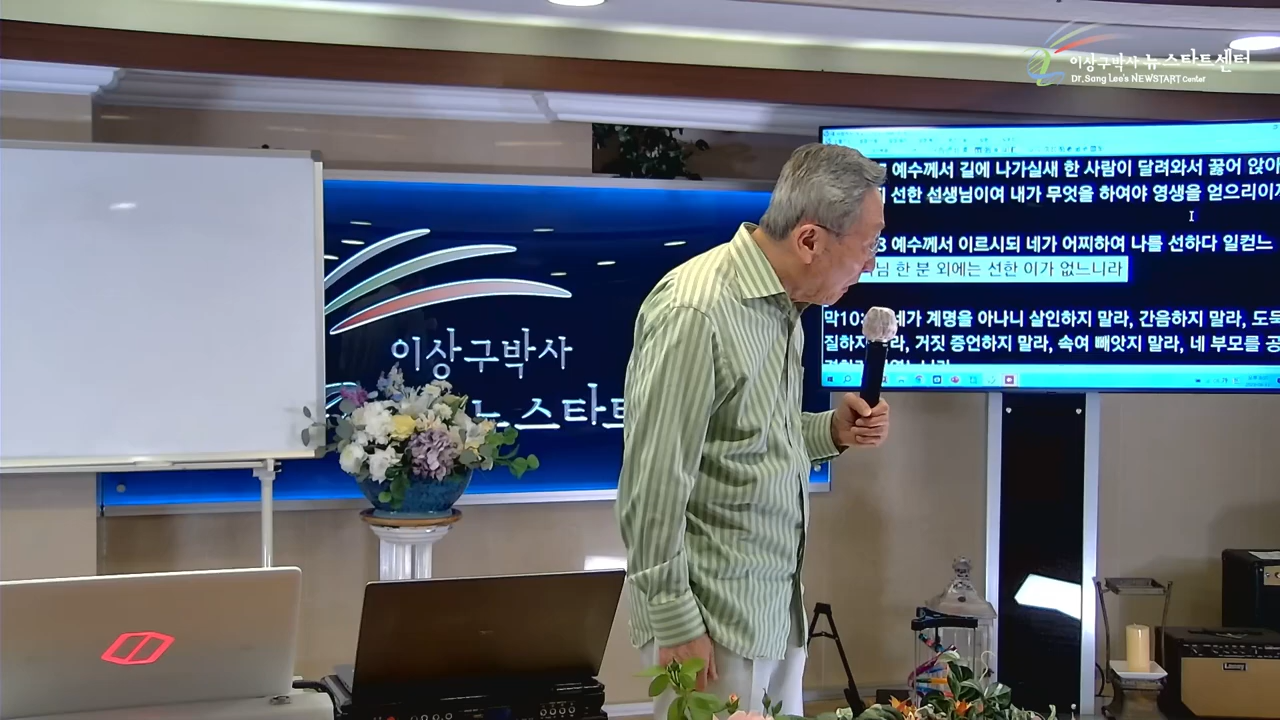 이상구박사 뉴스타트센터
Dr. Sang Lee's NEWSTART Center
예수께서 길에 나가실새 한 사람이 달려와서 꿇어 앉아
선한 선생님이여 내가 무엇을 하여야 영생을 얻으리이까
3 예수께서 이르시되 네가 어찌하여 나를 선하다 일컫느
님 한 분 외에는 선한 이가 없느니라
막10: 네가 계명을 아나니 살인하지 말라, 간음하지 말라, 도둑
질하지 말라, 거짓 증언하지 말라, 속여 빼앗지 말라, 네 부모를 공
이상구박사
뉴스타트
Laney